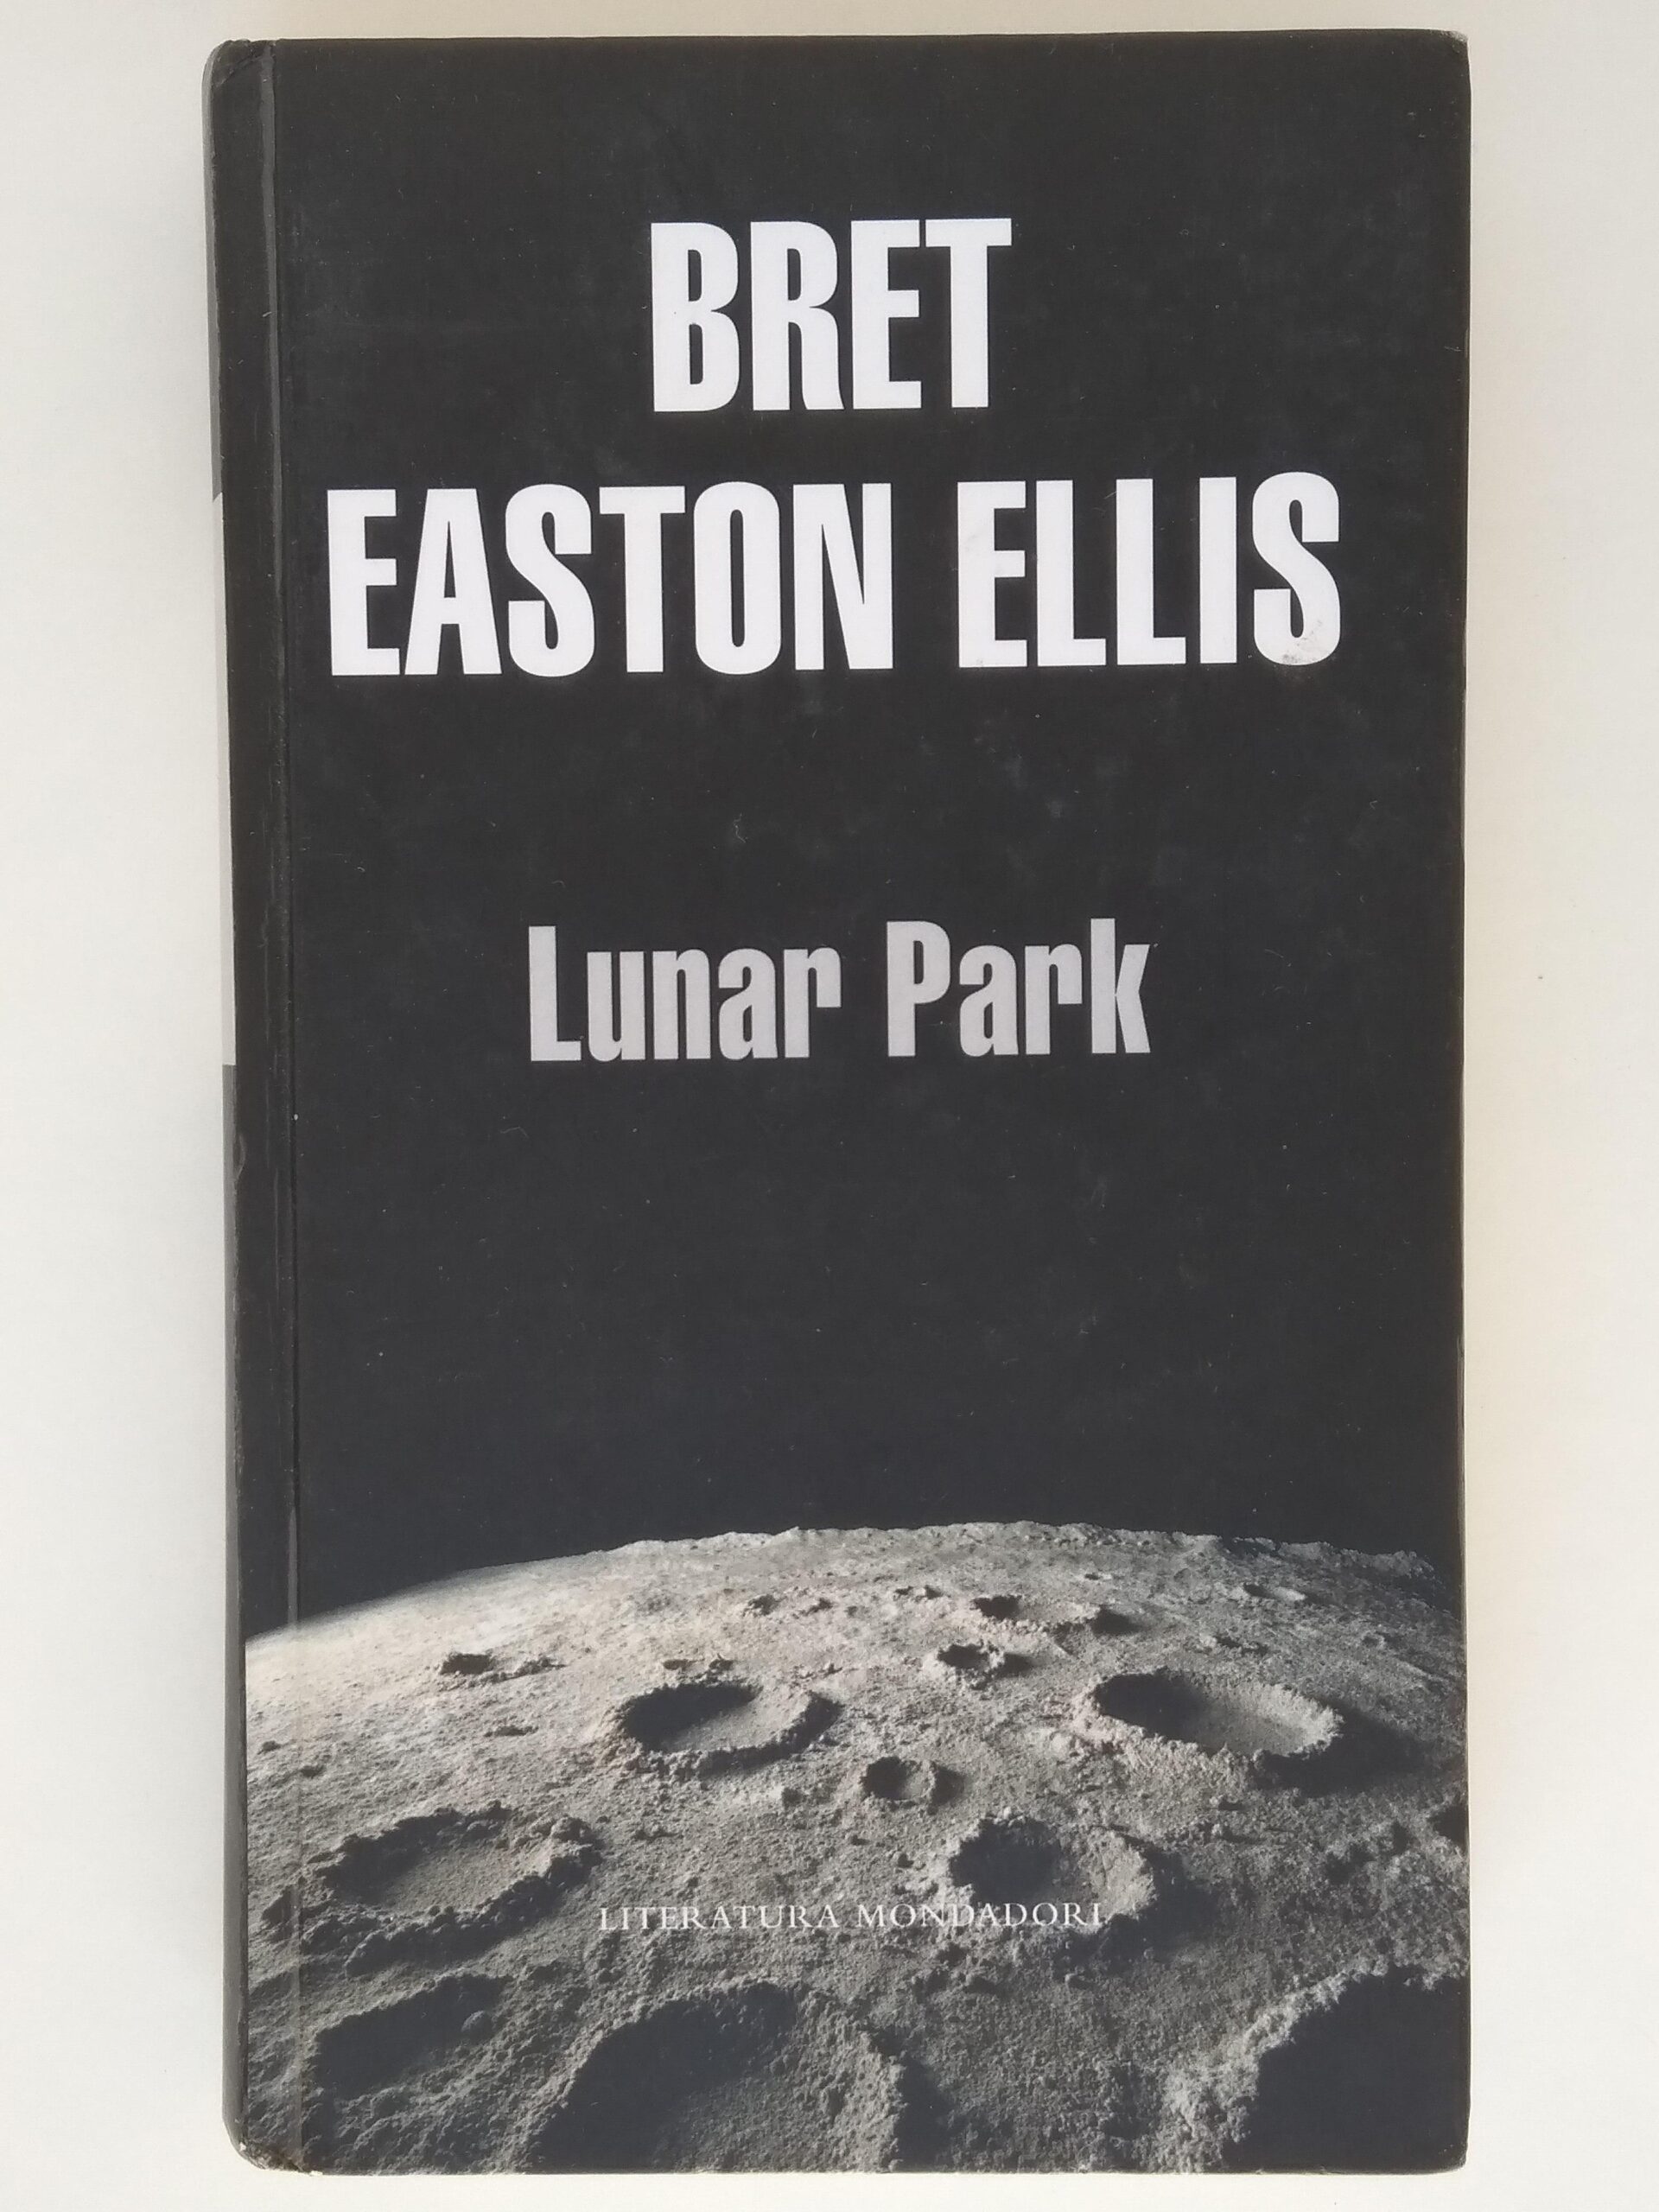 BRET
EASTON ELLIS
Lunar Park
LITERATURA MONDADORI